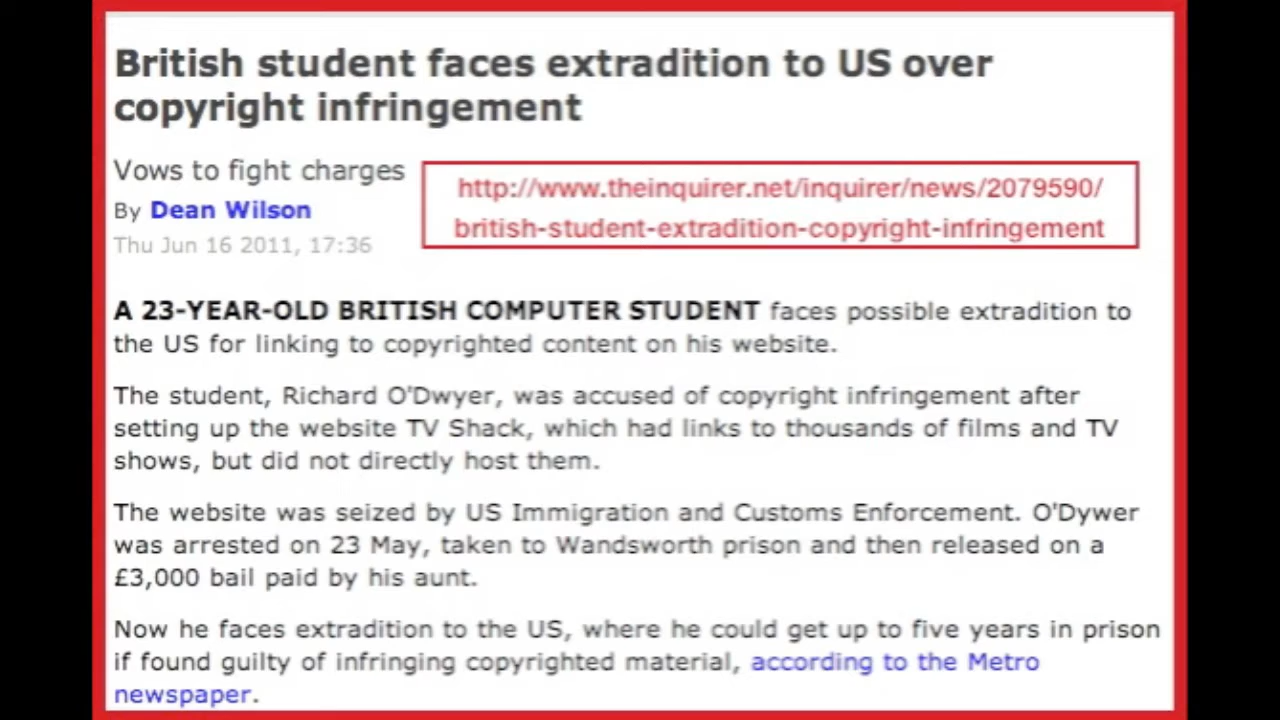 British student faces extradition to US over
copyright infringement
Vows to fight charges
By Dean Wilson
Thu Jun 16 2011, 17:36
http://www.theinquirer.net/inquirer/news/2079590/
british-student-extradition-copyright-infringement
A 23-YEAR-OLD BRITISH COMPUTER STUDENT faces possible extradition to
the US for linking to copyrighted content on his website.
The student, Richard O'Dwyer, was accused of copyright infringement after
setting up the website TV Shack, which had links to thousands of films and TV
shows, but did not directly host them.
The website was seized by US Immigration and Customs Enforcement. O'Dywer
was arrested on 23 May, taken to Wandsworth prison and then released on a
£3,000 bail paid by his aunt.
Now he faces extradition to the US, where he could get up to five years in prison
if found guilty of infringing copyrighted material, according to the Metro
newspaper.